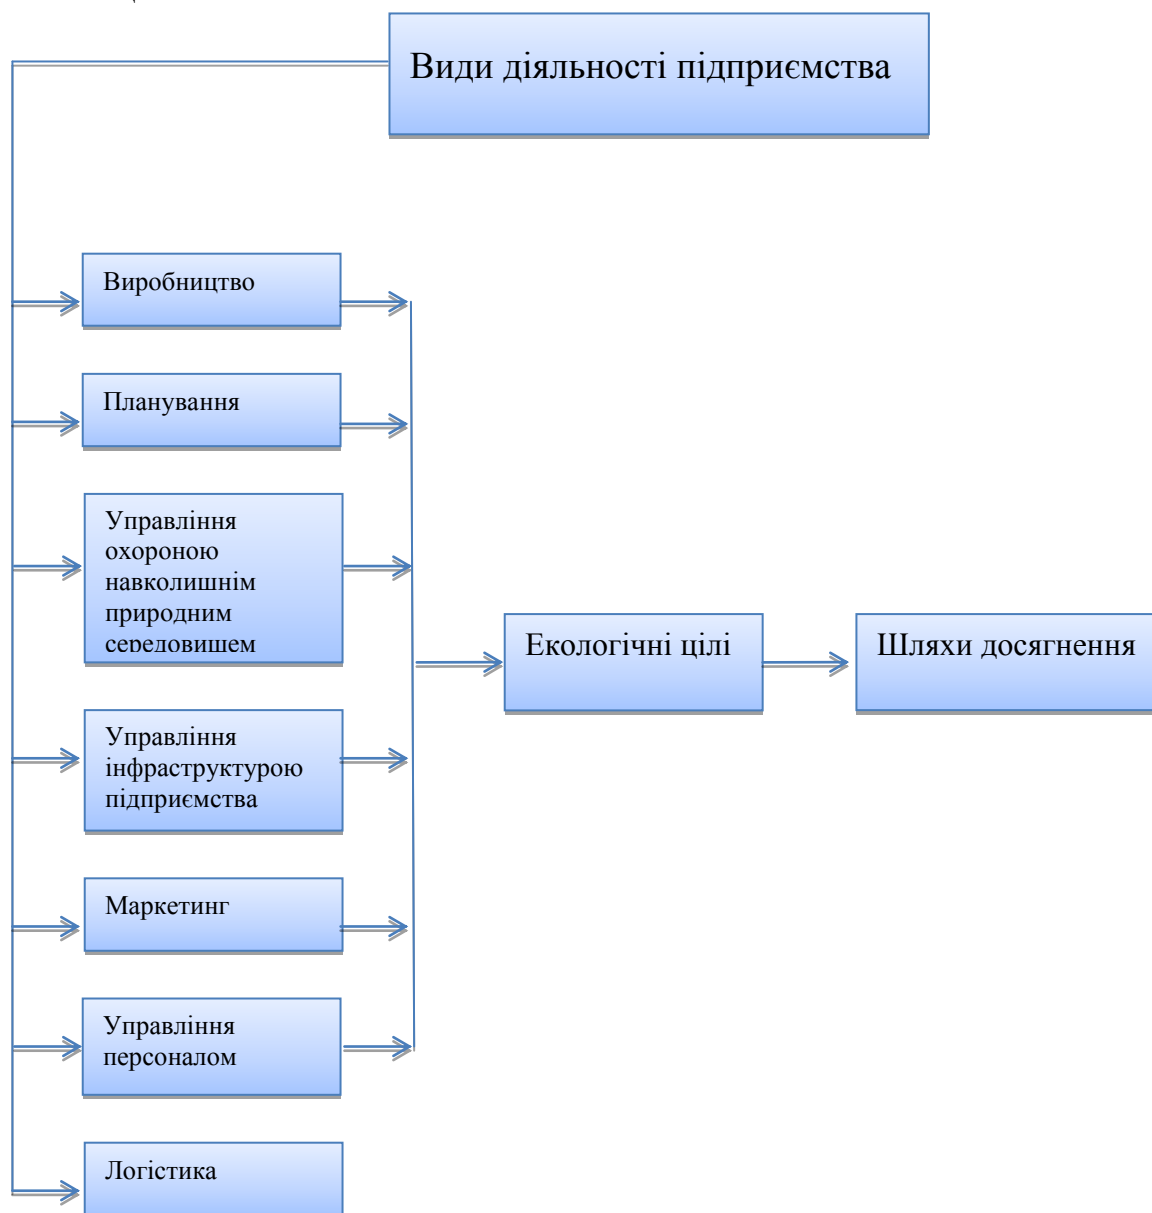 Види діяльності підприємства
Виробництво
Планування
Управління
охороною
навколишнім
природним
середовищем
Управління
інфраструктурою
підприємства
Маркетинг
Управління
персоналом
Логістика
Екологічні цілі
Шляхи досягнення